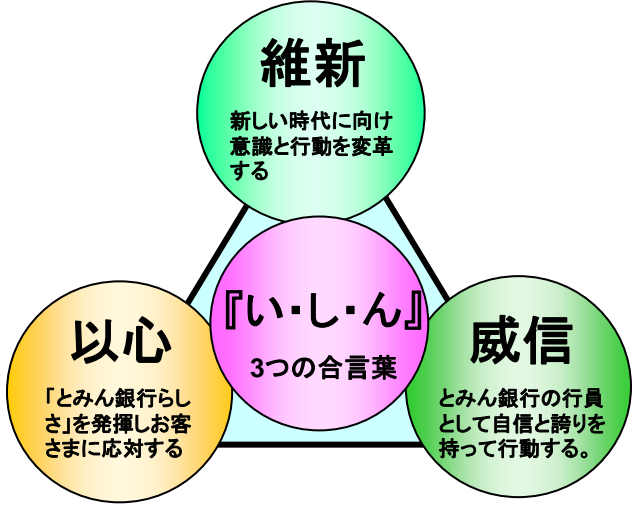 維新
新しい時代に向け
意識と行動を変革
する
『い・し・ん』
3つの合言葉
以心
「とみん銀行らし
さ」を発揮しお客
さまに応対する
威信
とみん銀行の行員
として自信と誇りを
持って行動する。